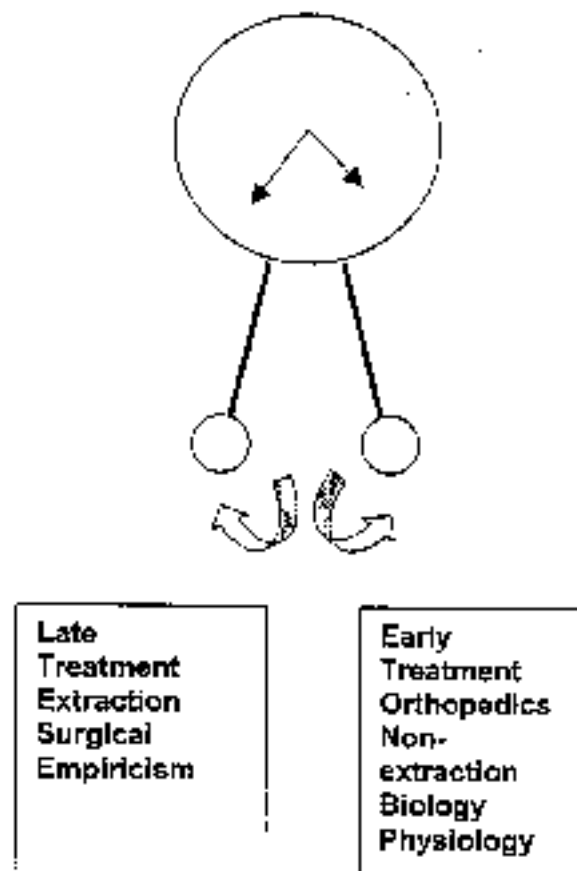 Late
Treatment
Extraction
Surgical
Empiricism
Early
Treatment
Orthopedics
Non-
extraction
Biology
Physiology